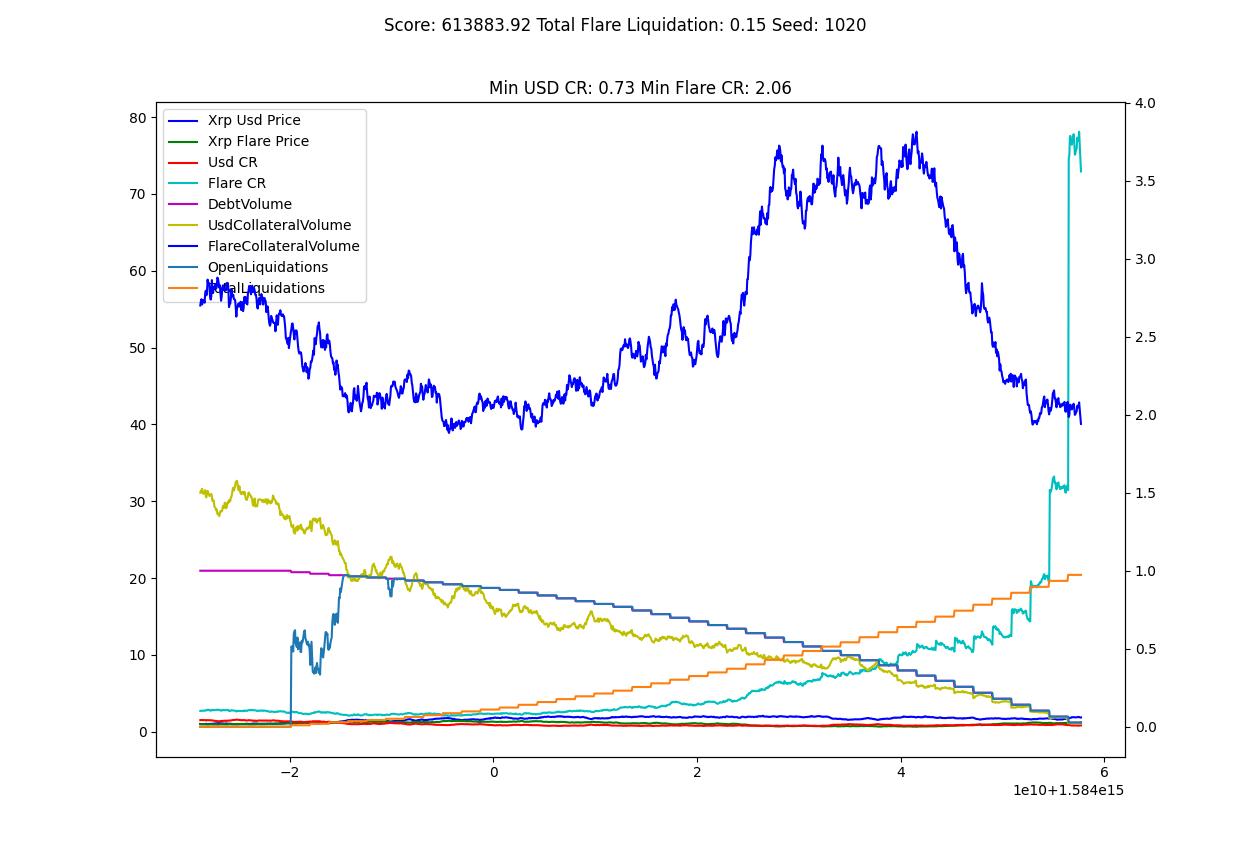 Score: 613883.92 Total Flare Liquidation: 0.15 Seed: 1020
Min USD CR: 0.73 Min Flare CR: 2.06
Xrp Usd Price
Xrp Flare Price
Usd CR
Flare CR
DebtVolume
UsdCollateralVolume
FlareCollateralVolume
OpenLiquidations
TotalLiquidations
80
70
60
50
40
30
20
10
0
4.0
3.5
3.0
2.5
2.0
1.5
1.0
0.5
0.0
−2
0
2
4
6
1e10+1.584e15